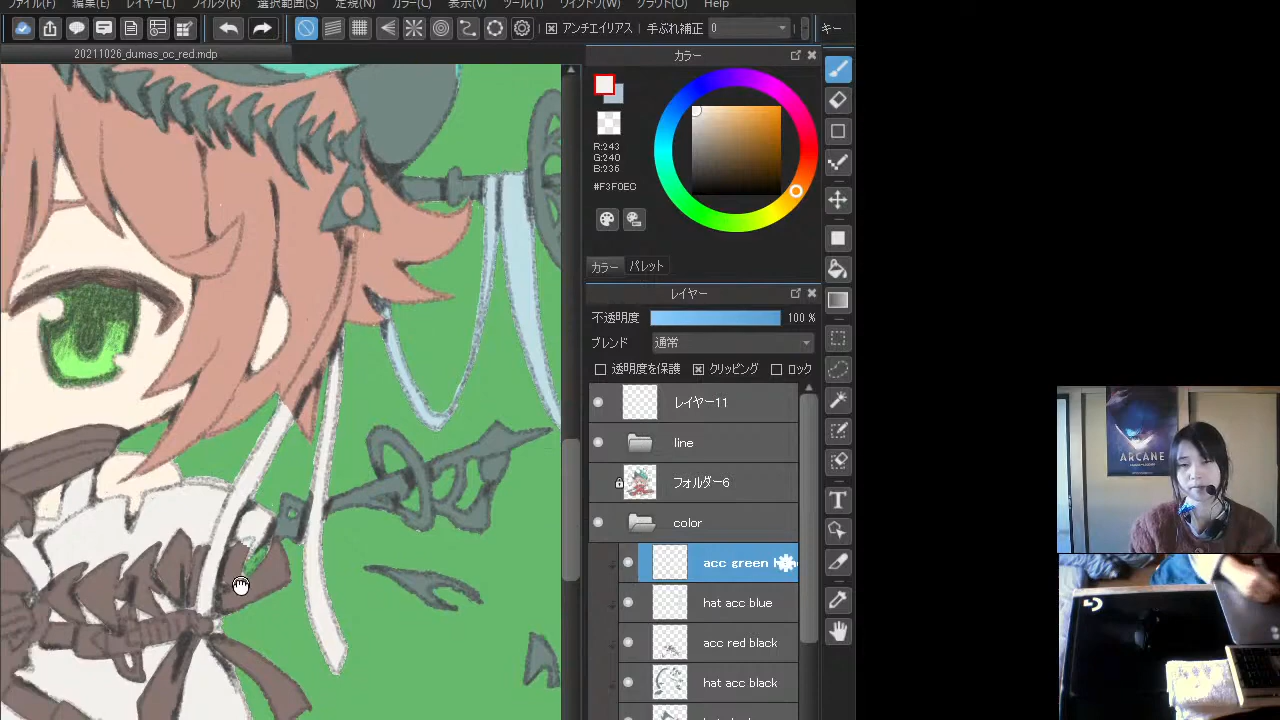 ファイル(F) 編集(E) レイヤー(L) フィルタ(R) 選択範囲(S) 定規(N) カラー(C) 表示(V) ツール(T) ウィンドウ(W) クラウド(O) Help
アンチエイリアス 手ぶれ補正 0 キー
20211026_dumas_oc_red.mdp
カラー
R:243
G:240
B:236
#F3F0EC
カラー パレット
レイヤー
不透明度 100 %
ブレンド 通常
透明度を保護 クリッピング ロック
レイヤー11
line
フォルダー6
color
acc green
hat acc blue
acc red black
hat acc black
ARCANE